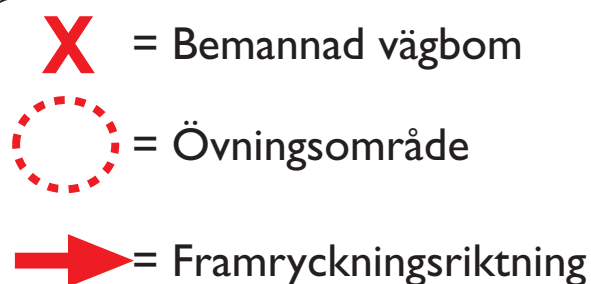 X = Bemannad vägbom
= Övningsområde
= Framryckningsriktning